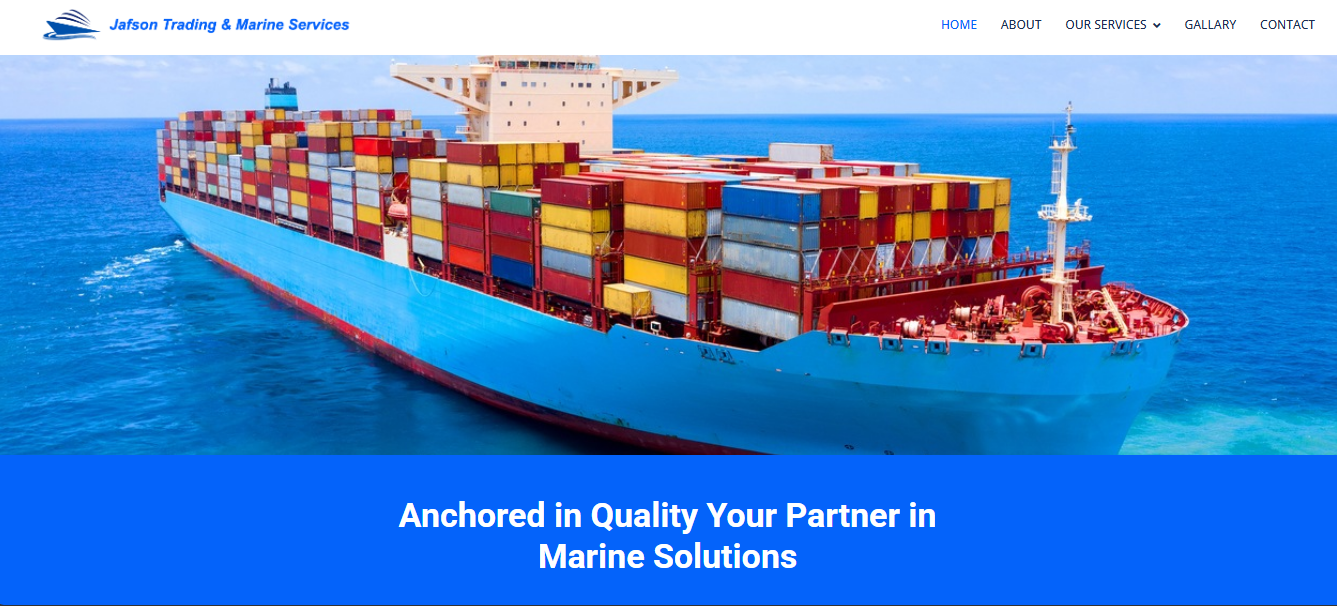 Jafson Trading & Marine Services
HOME ABOUT OUR SERVICES GALLARY CONTACT
Anchored in Quality Your Partner in
Marine Solutions